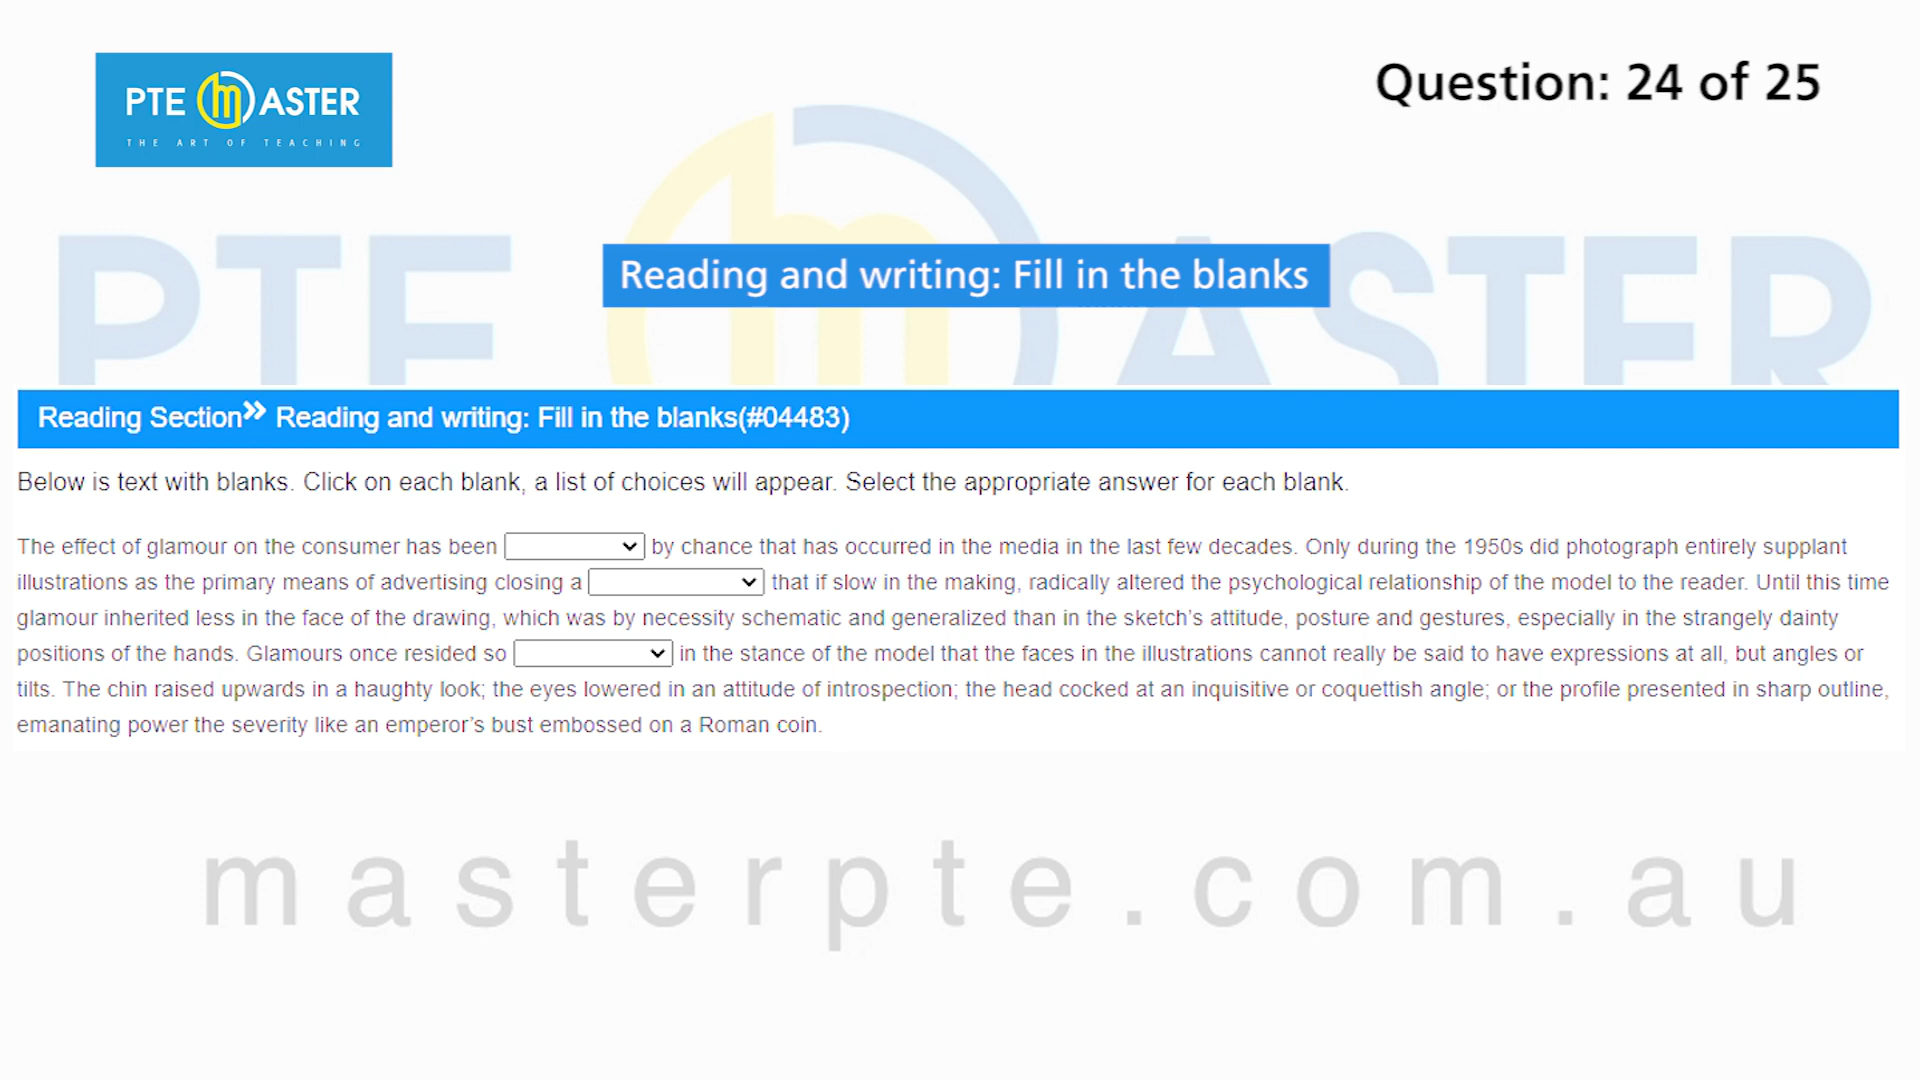 PTE MASTER
THE ART OF TEACHING
Question: 24 of 25
PTE MASTER
Reading and writing: Fill in the blanks
Reading Section» Reading and writing: Fill in the blanks(#04483)
Below is text with blanks. Click on each blank, a list of choices will appear. Select the appropriate answer for each blank.
The effect of glamour on the consumer has been by chance that has occurred in the media in the last few decades. Only during the 1950s did photograph entirely supplant
illustrations as the primary means of advertising closing a that if slow in the making, radically altered the psychological relationship of the model to the reader. Until this time
glamour inherited less in the face of the drawing, which was by necessity schematic and generalized than in the sketch's attitude, posture and gestures, especially in the strangely dainty
positions of the hands. Glamours once resided so in the stance of the model that the faces in the illustrations cannot really be said to have expressions at all, but angles or
tilts. The chin raised upwards in a haughty look; the eyes lowered in an attitude of introspection; the head cocked at an inquisitive or coquettish angle; or the profile presented in sharp outline,
emanating power the severity like an emperor's bust embossed on a Roman coin.
masterpte.com.au